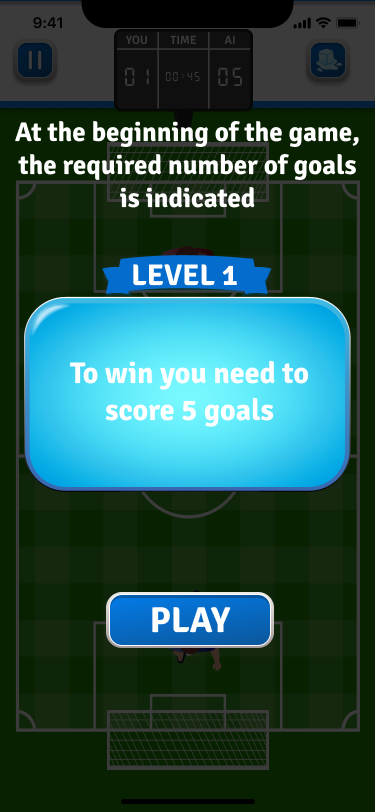 9:41
YOU TIME AI
01 00:45 05
At the beginning of the game,
the required number of goals
is indicated
LEVEL 1
To win you need to
score 5 goals
PLAY